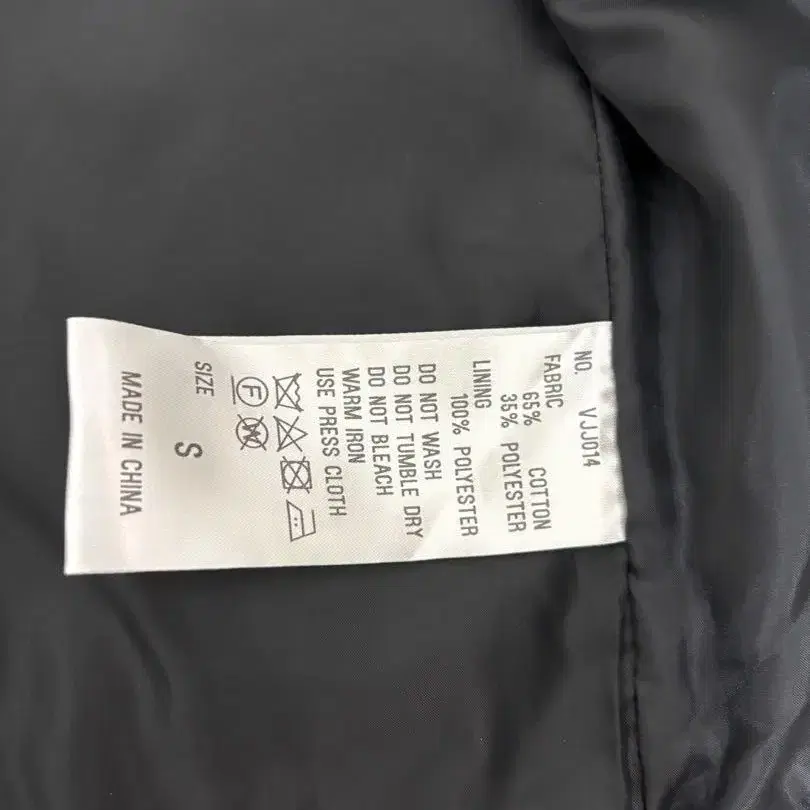 NO. VJJ014
FABRIC
65% COTTON
35% POLYESTER
LINING
100% POLYESTER
DO NOT WASH
DO NOT TUMBLE DRY
DO NOT BLEACH
WARM IRON
USE PRESS CLOTH
F W
SIZE S
MADE IN CHINA